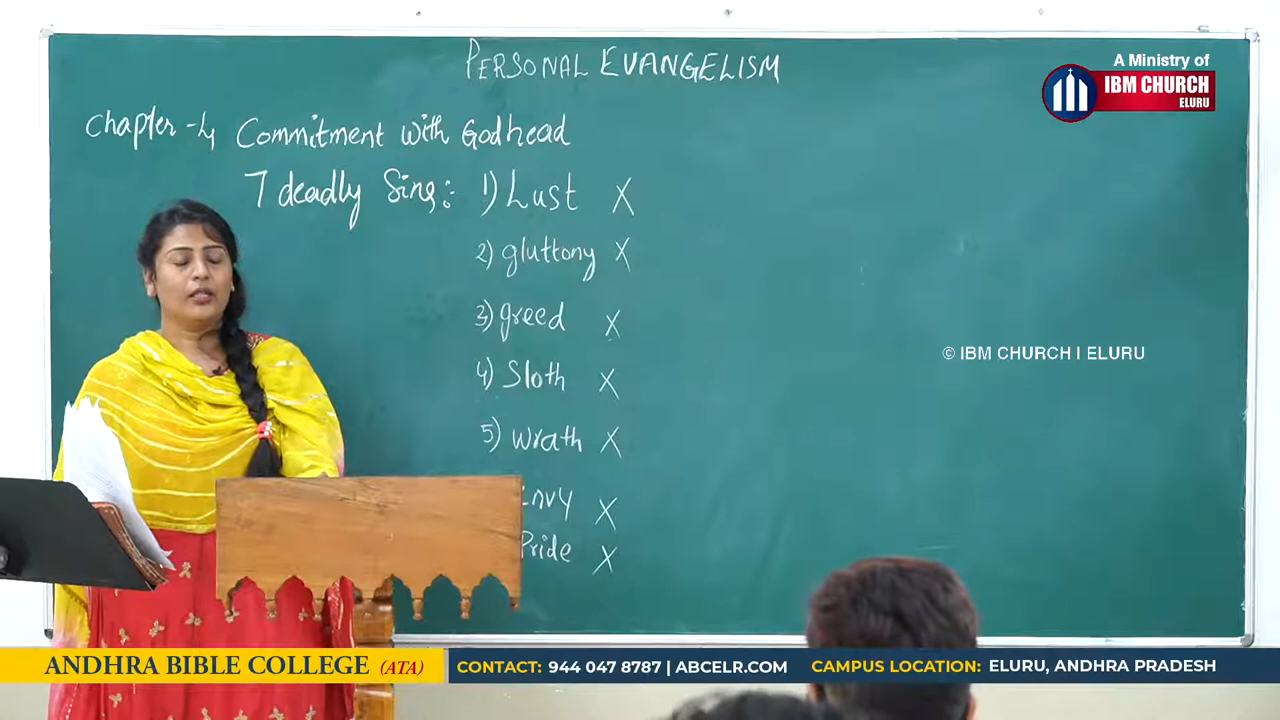 PERSONAL EVANGELISM
A Ministry of
IBM CHURCH
ELURU
Chapter -4 Commitment with Godhead
7 deadly Sins:- 1) Lust X
2) gluttony X
3) greed X
4) Sloth X
5) wrath X
Envy X
Pride X
© IBM CHURCH I ELURU
ANDHRA BIBLE COLLEGE (ATA) CONTACT: 944 047 8787 | ABCELR.COM CAMPUS LOCATION: ELURU, ANDHRA PRADESH